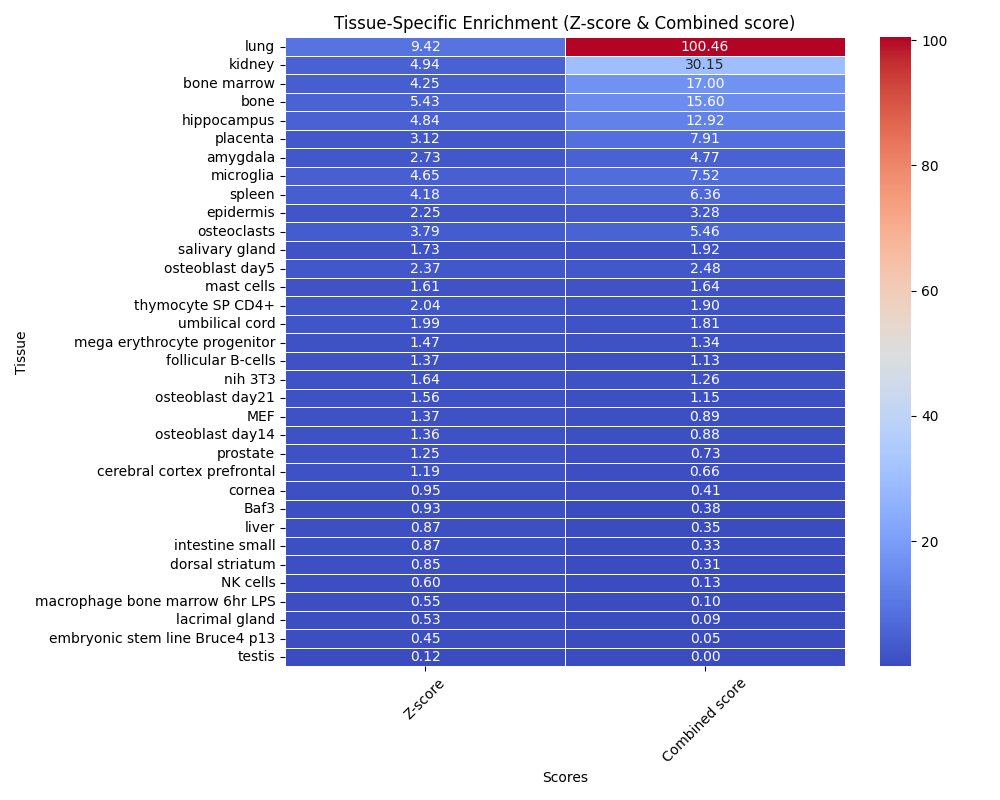 Tissue-Specific Enrichment (Z-score & Combined score)
lung 9.42 100.46
kidney 4.94 30.15
bone marrow 4.25 17.00
bone 5.43 15.60
hippocampus 4.84 12.92
placenta 3.12 7.91
amygdala 2.73 4.77
microglia 4.65 7.52
spleen 4.18 6.36
epidermis 2.25 3.28
osteoclasts 3.79 5.46
salivary gland 1.73 1.92
osteoblast day5 2.37 2.48
mast cells 1.61 1.64
thymocyte SP CD4+ 2.04 1.90
umbilical cord 1.99 1.81
mega erythrocyte progenitor 1.47 1.34
follicular B-cells 1.37 1.13
nih 3T3 1.64 1.26
osteoblast day21 1.56 1.15
MEF 1.37 0.89
osteoblast day14 1.36 0.88
prostate 1.25 0.73
cerebral cortex prefrontal 1.19 0.66
cornea 0.95 0.41
Baf3 0.93 0.38
liver 0.87 0.35
intestine small 0.87 0.33
dorsal striatum 0.85 0.31
NK cells 0.60 0.13
macrophage bone marrow 6hr LPS 0.55 0.10
lacrimal gland 0.53 0.09
embryonic stem line Bruce4 p13 0.45 0.05
testis 0.12 0.00
Tissue
Z-score
Combined score
Scores
100
80
60
40
20